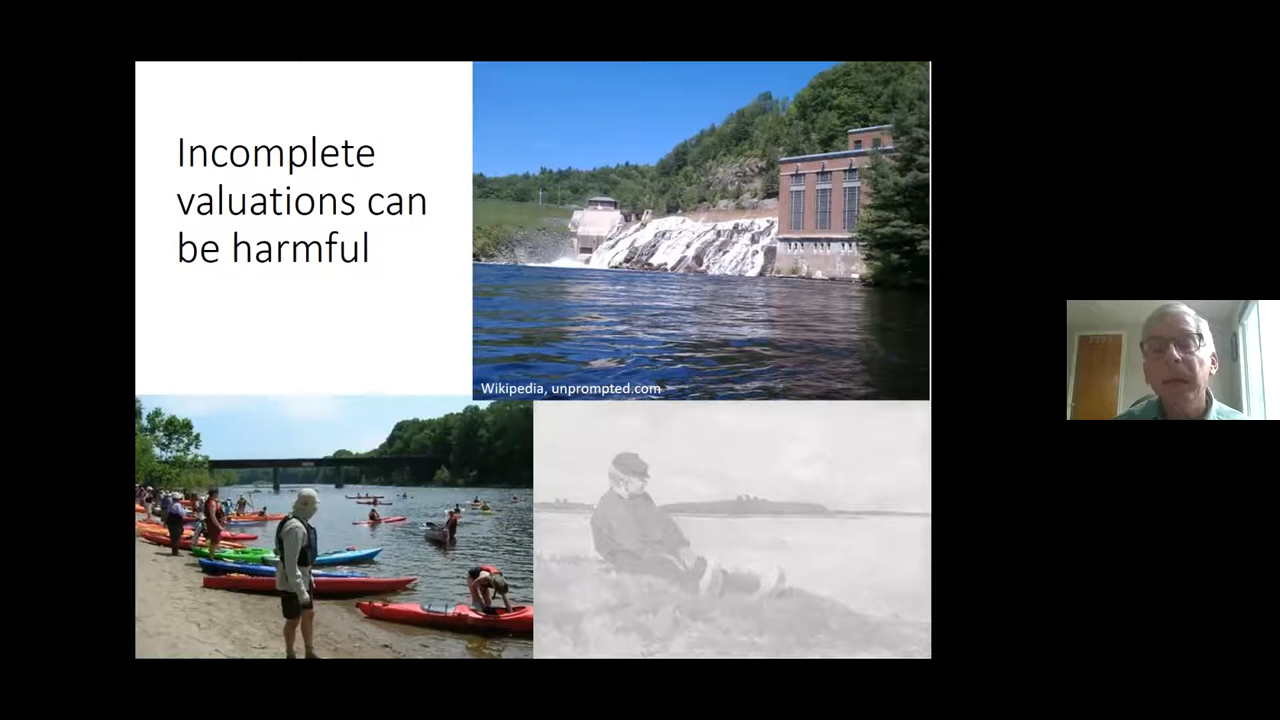 Incomplete
valuations can
be harmful
Wikipedia, unprompted.com